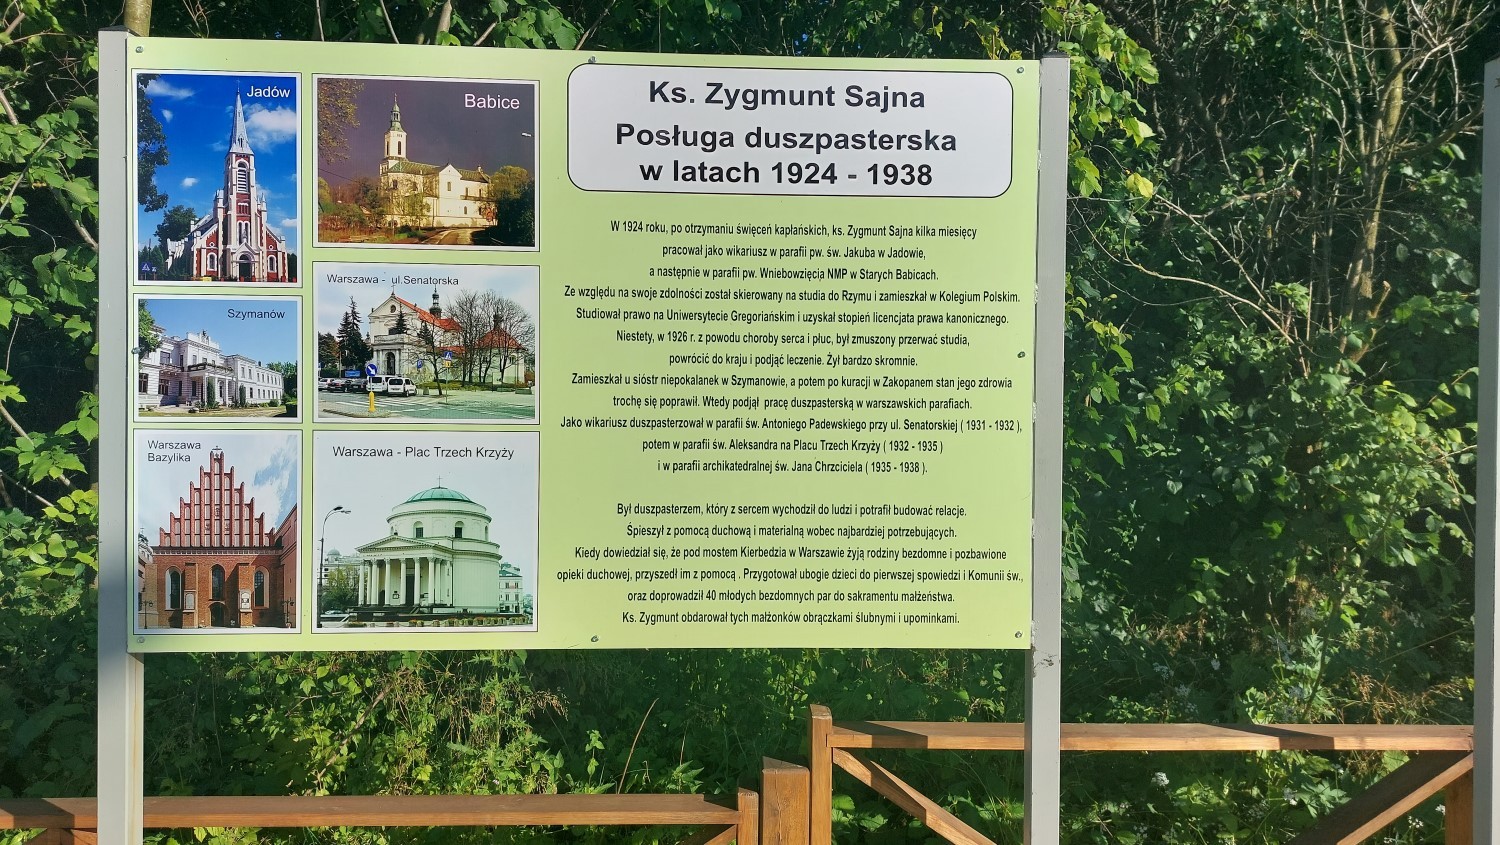 Jadów
Babice
Warszawa - ul.Senatorska
Szymanów
Warszawa
Bazylika
Warszawa - Plac Trzech Krzyży
Ks. Zygmunt Sajna
Posługa duszpasterska
w latach 1924 - 1938
W 1924 roku, po otrzymaniu święceń kapłańskich, ks. Zygmunt Sajna kilka miesięcy
pracował jako wikariusz w parafii pw. św. Jakuba w Jadowie,
a następnie w parafii pw. Wniebowzięcia NMP w Starych Babicach.
Ze względu na swoje zdolności został skierowany na studia do Rzymu i zamieszkał w Kolegium Polskim.
Studiował prawo na Uniwersytecie Gregoriańskim i uzyskał stopień licencjata prawa kanonicznego.
Niestety, w 1926 r. z powodu choroby serca i płuc, był zmuszony przerwać studia,
powrócić do kraju i podjąć leczenie. Żył bardzo skromnie.
Zamieszkał u sióstr niepokalanek w Szymanowie, a potem po kuracji w Zakopanem stan jego zdrowia
trochę się poprawił. Wtedy podjął pracę duszpasterską w warszawskich parafiach.
Jako wikariusz duszpasterzował w parafii św. Antoniego Padewskiego przy ul. Senatorskiej ( 1931 - 1932 ),
potem w parafii św. Aleksandra na Placu Trzech Krzyży ( 1932 - 1935 )
i w parafii archikatedralnej św. Jana Chrzciciela ( 1935 - 1938 ).
Był duszpasterzem, który z sercem wychodził do ludzi i potrafił budować relacje.
Śpieszył z pomocą duchową i materialną wobec najbardziej potrzebujących.
Kiedy dowiedział się, że pod mostem Kierbedzia w Warszawie żyją rodziny bezdomne i pozbawione
opieki duchowej, przyszedł im z pomocą . Przygotował ubogie dzieci do pierwszej spowiedzi i Komunii św.,
oraz doprowadził 40 młodych bezdomnych par do sakramentu małżeństwa.
Ks. Zygmunt obdarował tych małżonków obrączkami ślubnymi i upominkami.